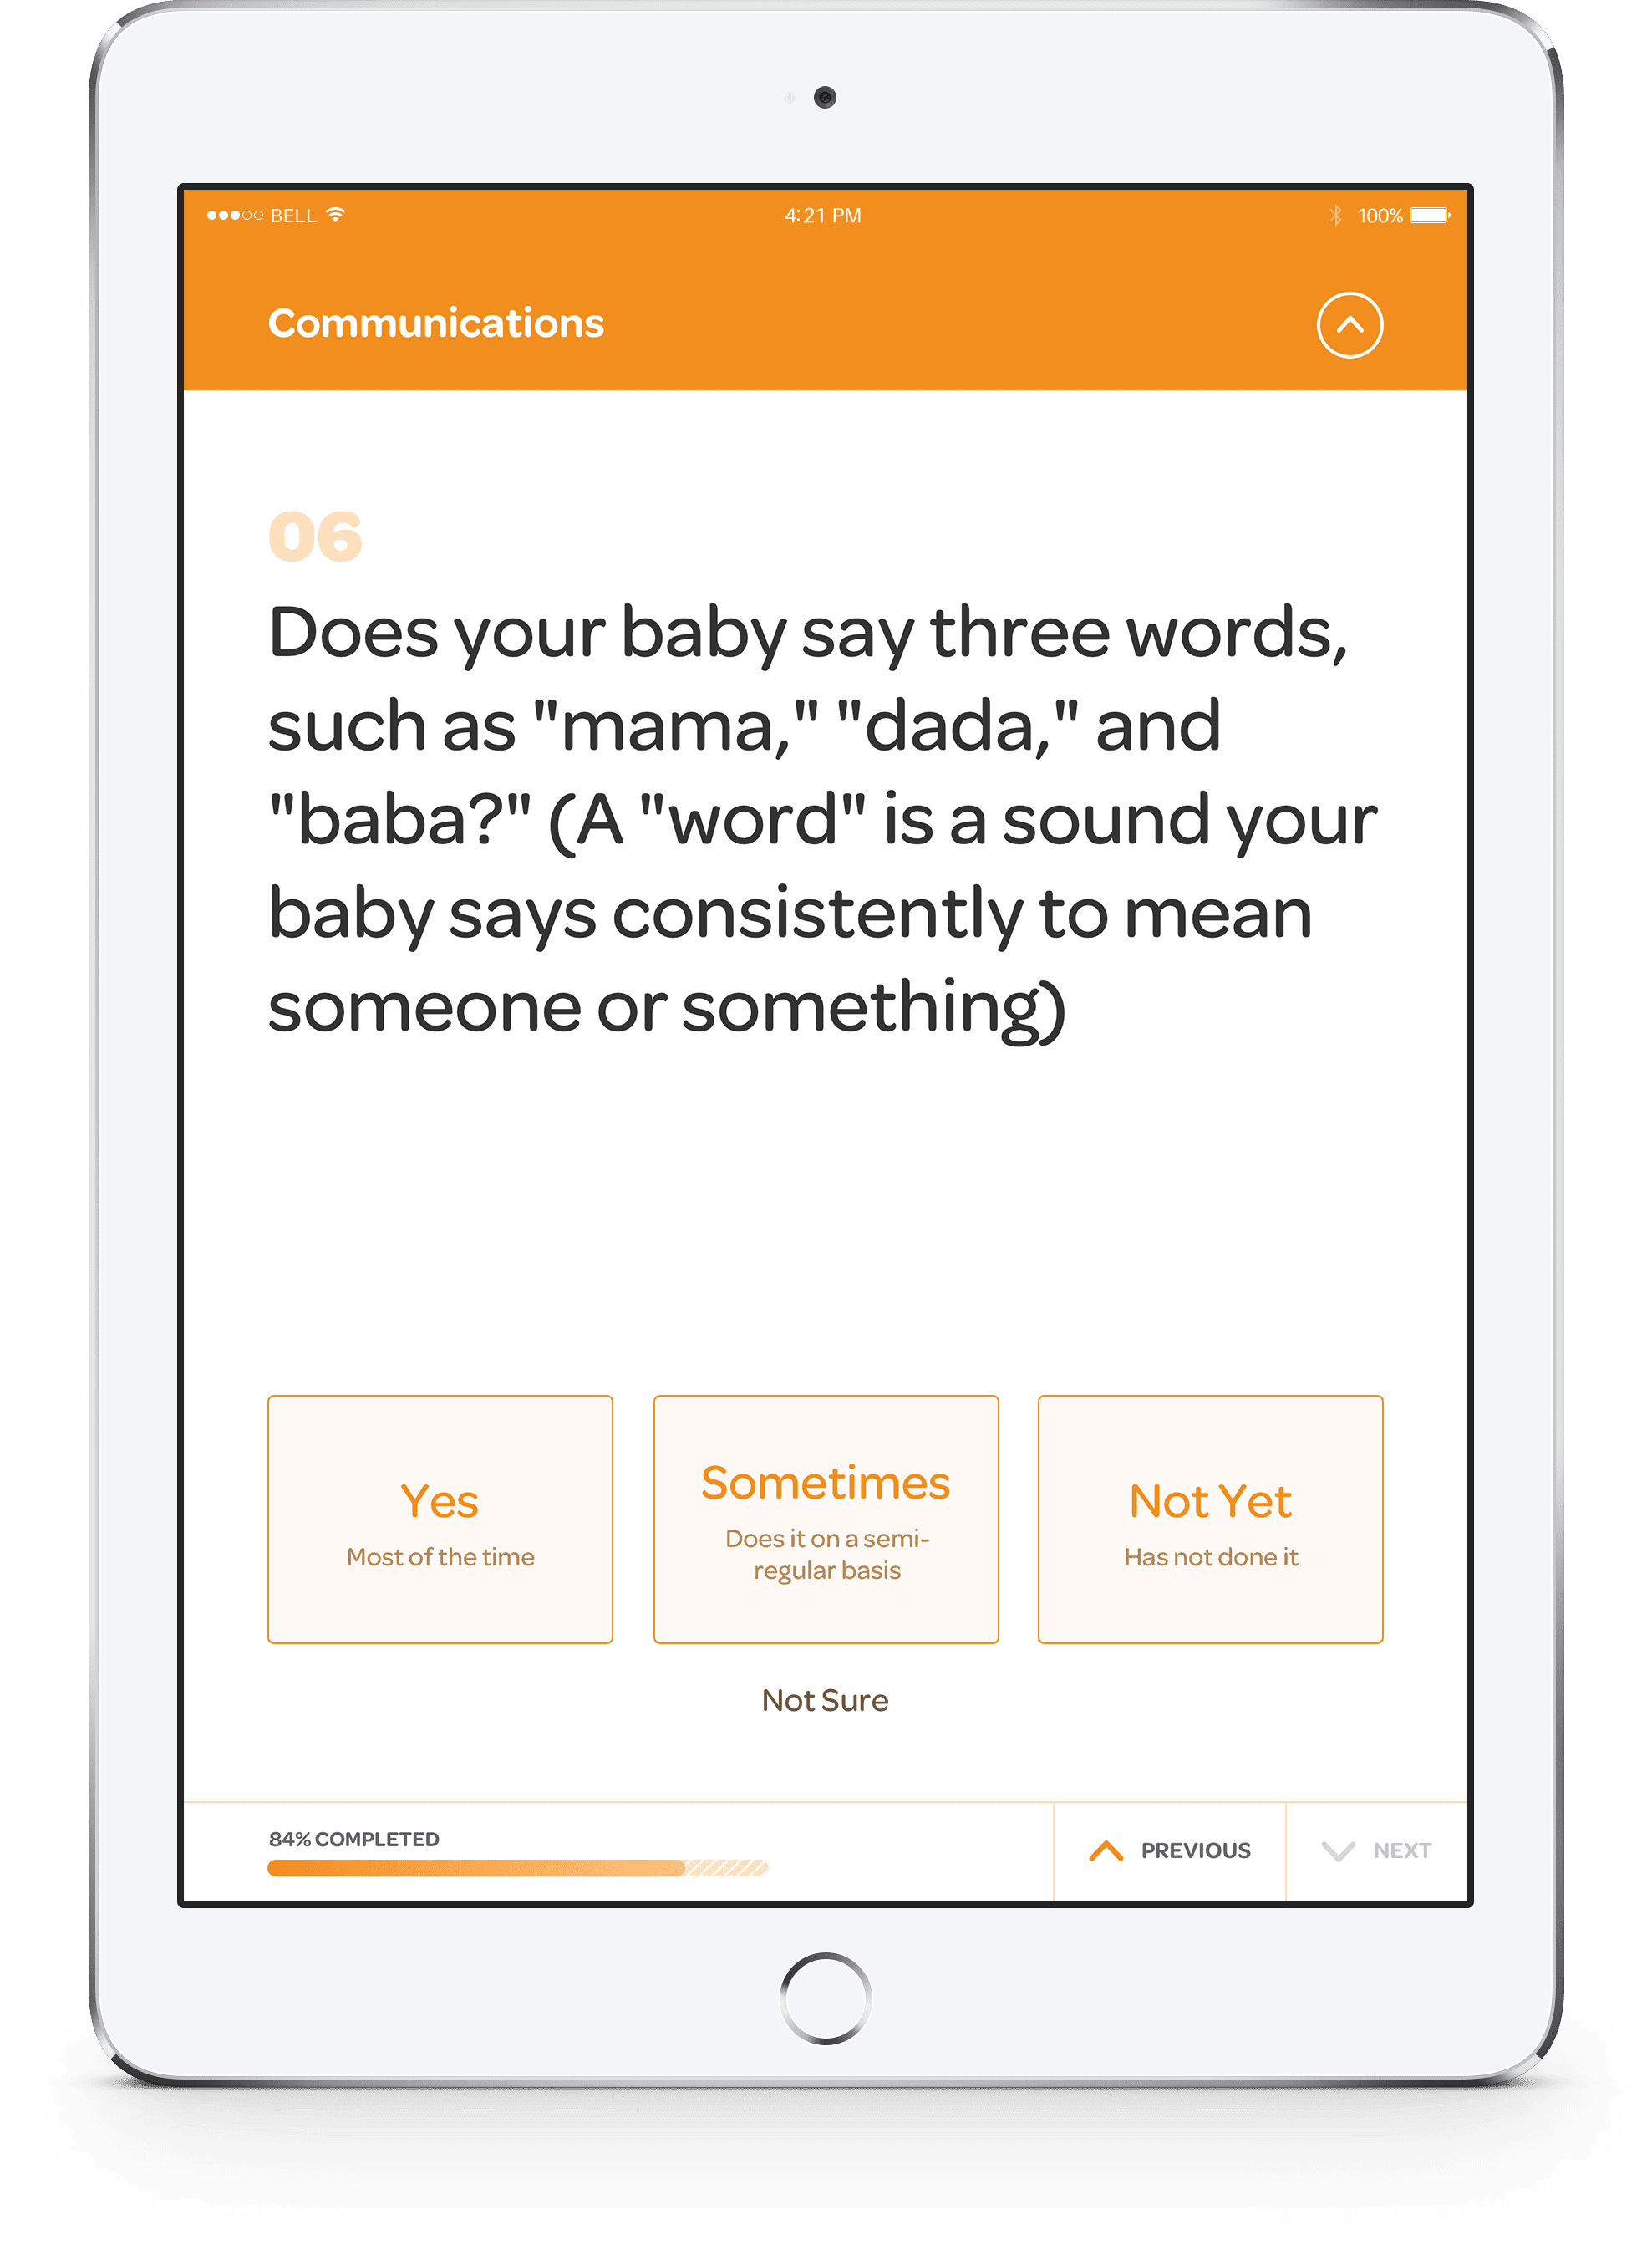 BELL 4:21 PM 100%
Communications
06
Does your baby say three words,
such as "mama," "dada," and
"baba?" (A "word" is a sound your
baby says consistently to mean
someone or something)
Yes
Most of the time
Sometimes
Does it on a semi-
regular basis
Not Yet
Has not done it
Not Sure
84% COMPLETED
PREVIOUS
NEXT